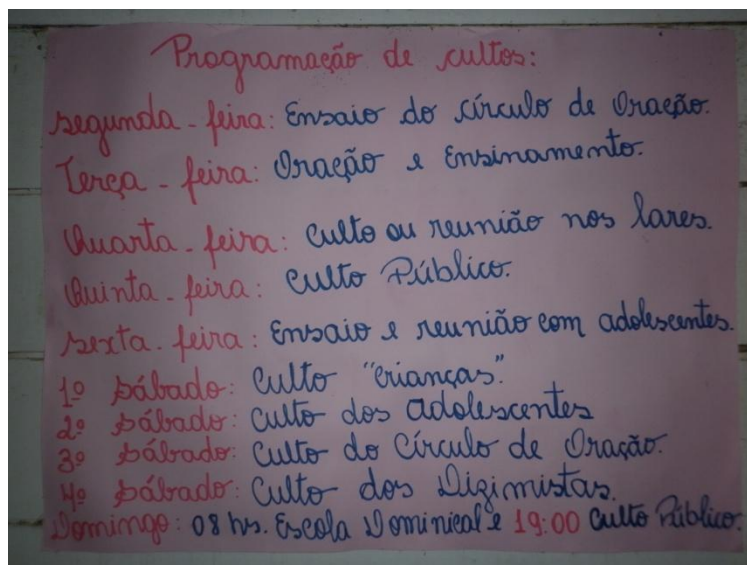 Programação de cultos:
segunda-feira: Ensaio do círculo de Oração.
Terça-feira: Oração e Ensinamento.
Quarta-feira: Culto ou reunião nos lares.
Quinta-feira: Culto Público.
sexta-feira: Ensaio e reunião com adolescentes.
1º sábado: Culto "crianças".
2º sábado: Culto dos adolescentes
3º sábado: Culto do Círculo de Oração.
4º sábado: Culto dos Dizimistas.
Domingo: 08 hrs. Escola Dominical e 19:00 Culto Público.